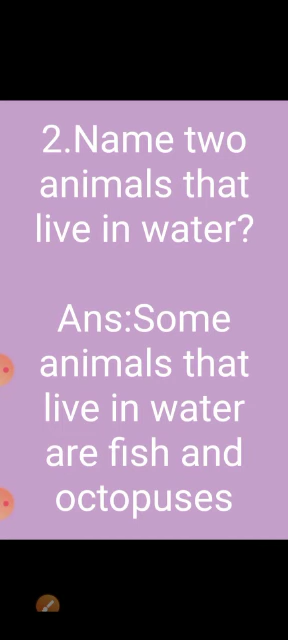 2.Name two
animals that
live in water?
Ans:Some
animals that
live in water
are fish and
octopuses